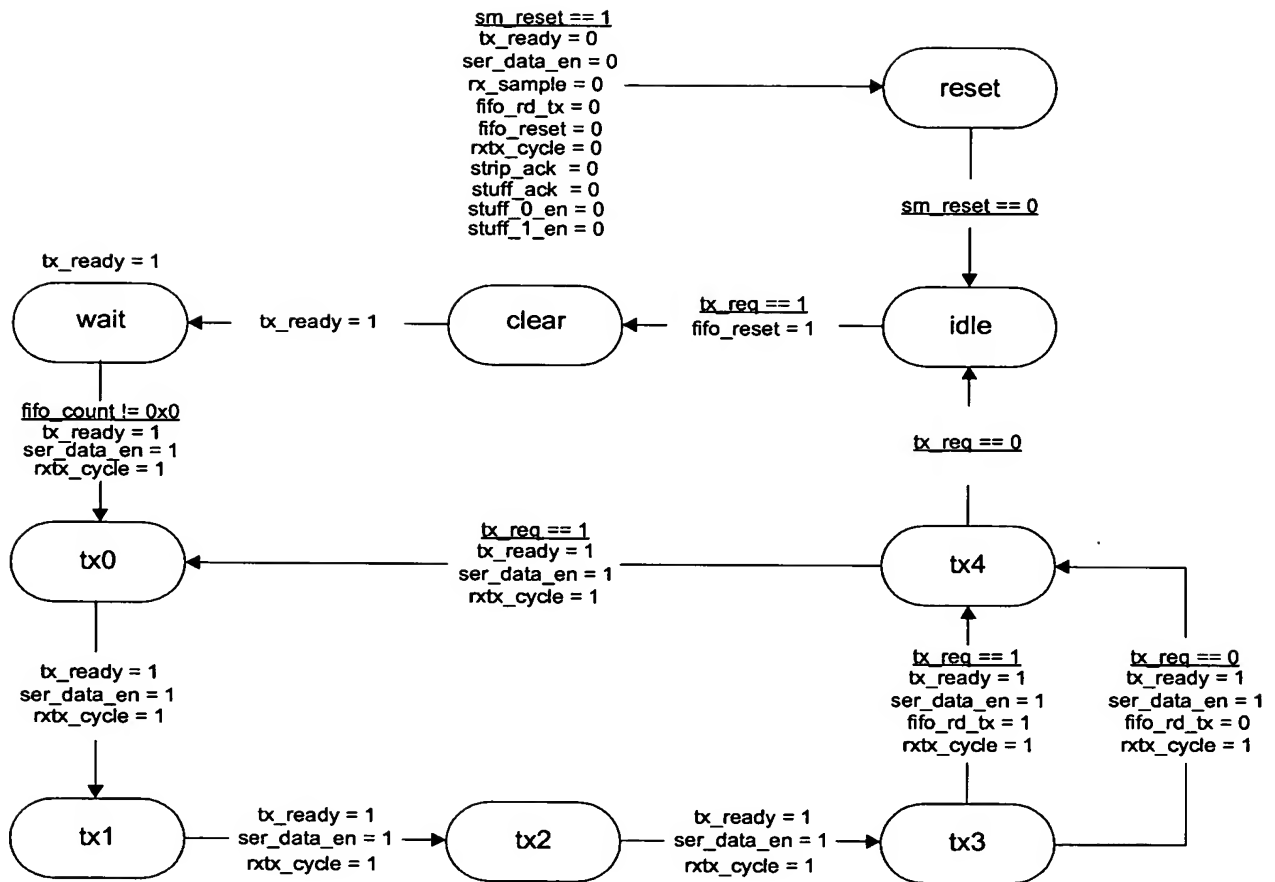 sm_reset == 1
tx_ready = 0
ser_data_en = 0
rx_sample = 0
fifo_rd_tx = 0
fifo_reset = 0
rxtx_cycle = 0
strip_ack = 0
stuff_ack = 0
stuff_0_en = 0
stuff_1_en = 0
reset
sm_reset == 0
tx_ready = 1
wait
tx_ready = 1
clear
tx_req == 1
fifo_reset = 1
idle
fifo_count != 0x0
tx_ready = 1
ser_data_en = 1
rxtx_cycle = 1
tx_req == 0
tx0
tx_req == 1
tx_ready = 1
ser_data_en = 1
rxtx_cycle = 1
tx4
tx_ready = 1
ser_data_en = 1
rxtx_cycle = 1
tx_req == 1
tx_ready = 1
ser_data_en = 1
fifo_rd_tx = 1
rxtx_cycle = 1
tx_req == 0
tx_ready = 1
ser_data_en = 1
fifo_rd_tx = 0
rxtx_cycle = 1
tx1
tx_ready = 1
ser_data_en = 1
rxtx_cycle = 1
tx2
tx_ready = 1
ser_data_en = 1
rxtx_cycle = 1
tx3